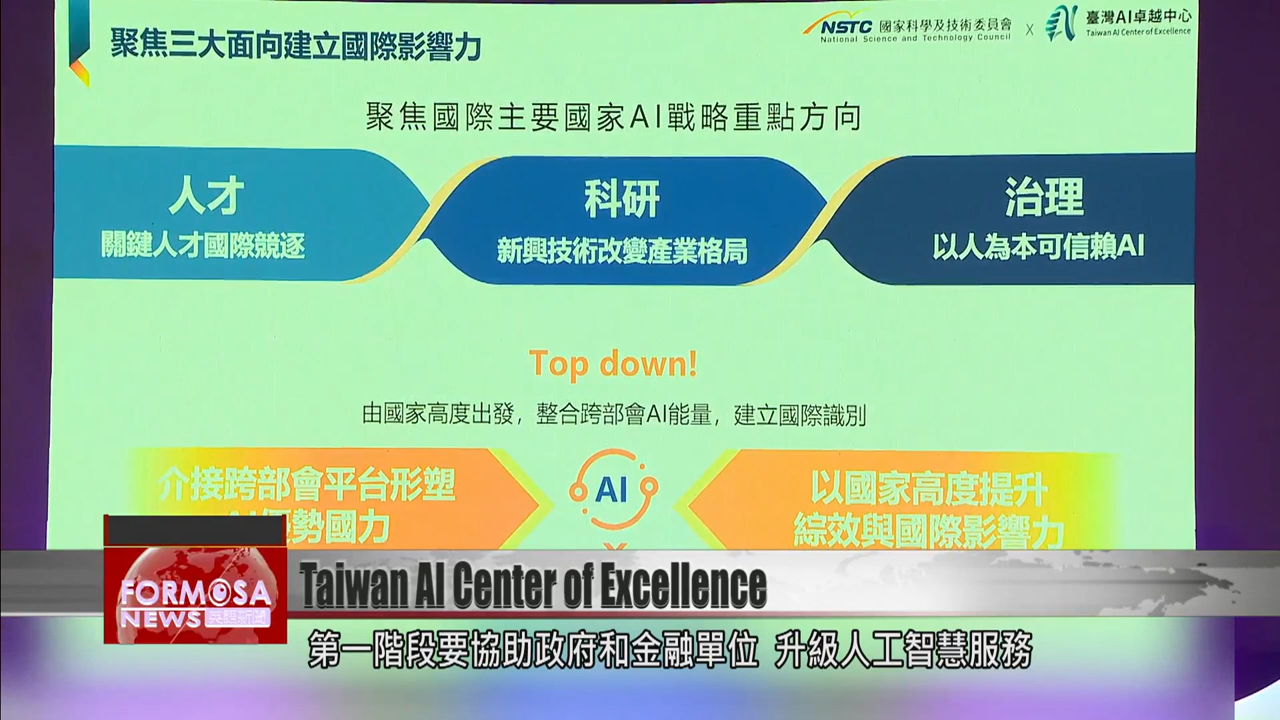 聚焦三大面向建立國際影響力
NSTC 國家科學及技術委員會
National Science and Technology Council
X
臺灣AI卓越中心
Taiwan AI Center of Excellence
聚焦國際主要國家AI戰略重點方向
人才
關鍵人才國際競逐
科研
新興技術改變產業格局
治理
以人為本可信賴AI
Top down!
由國家高度出發，整合跨部會AI能量，建立國際識別
介接跨部會平台形塑
AI優勢國力
AI
以國家高度提升
綜效與國際影響力
FORMOSA
NEWS
Taiwan AI Center of Excellence
第一階段要協助政府和金融單位 升級人工智慧服務